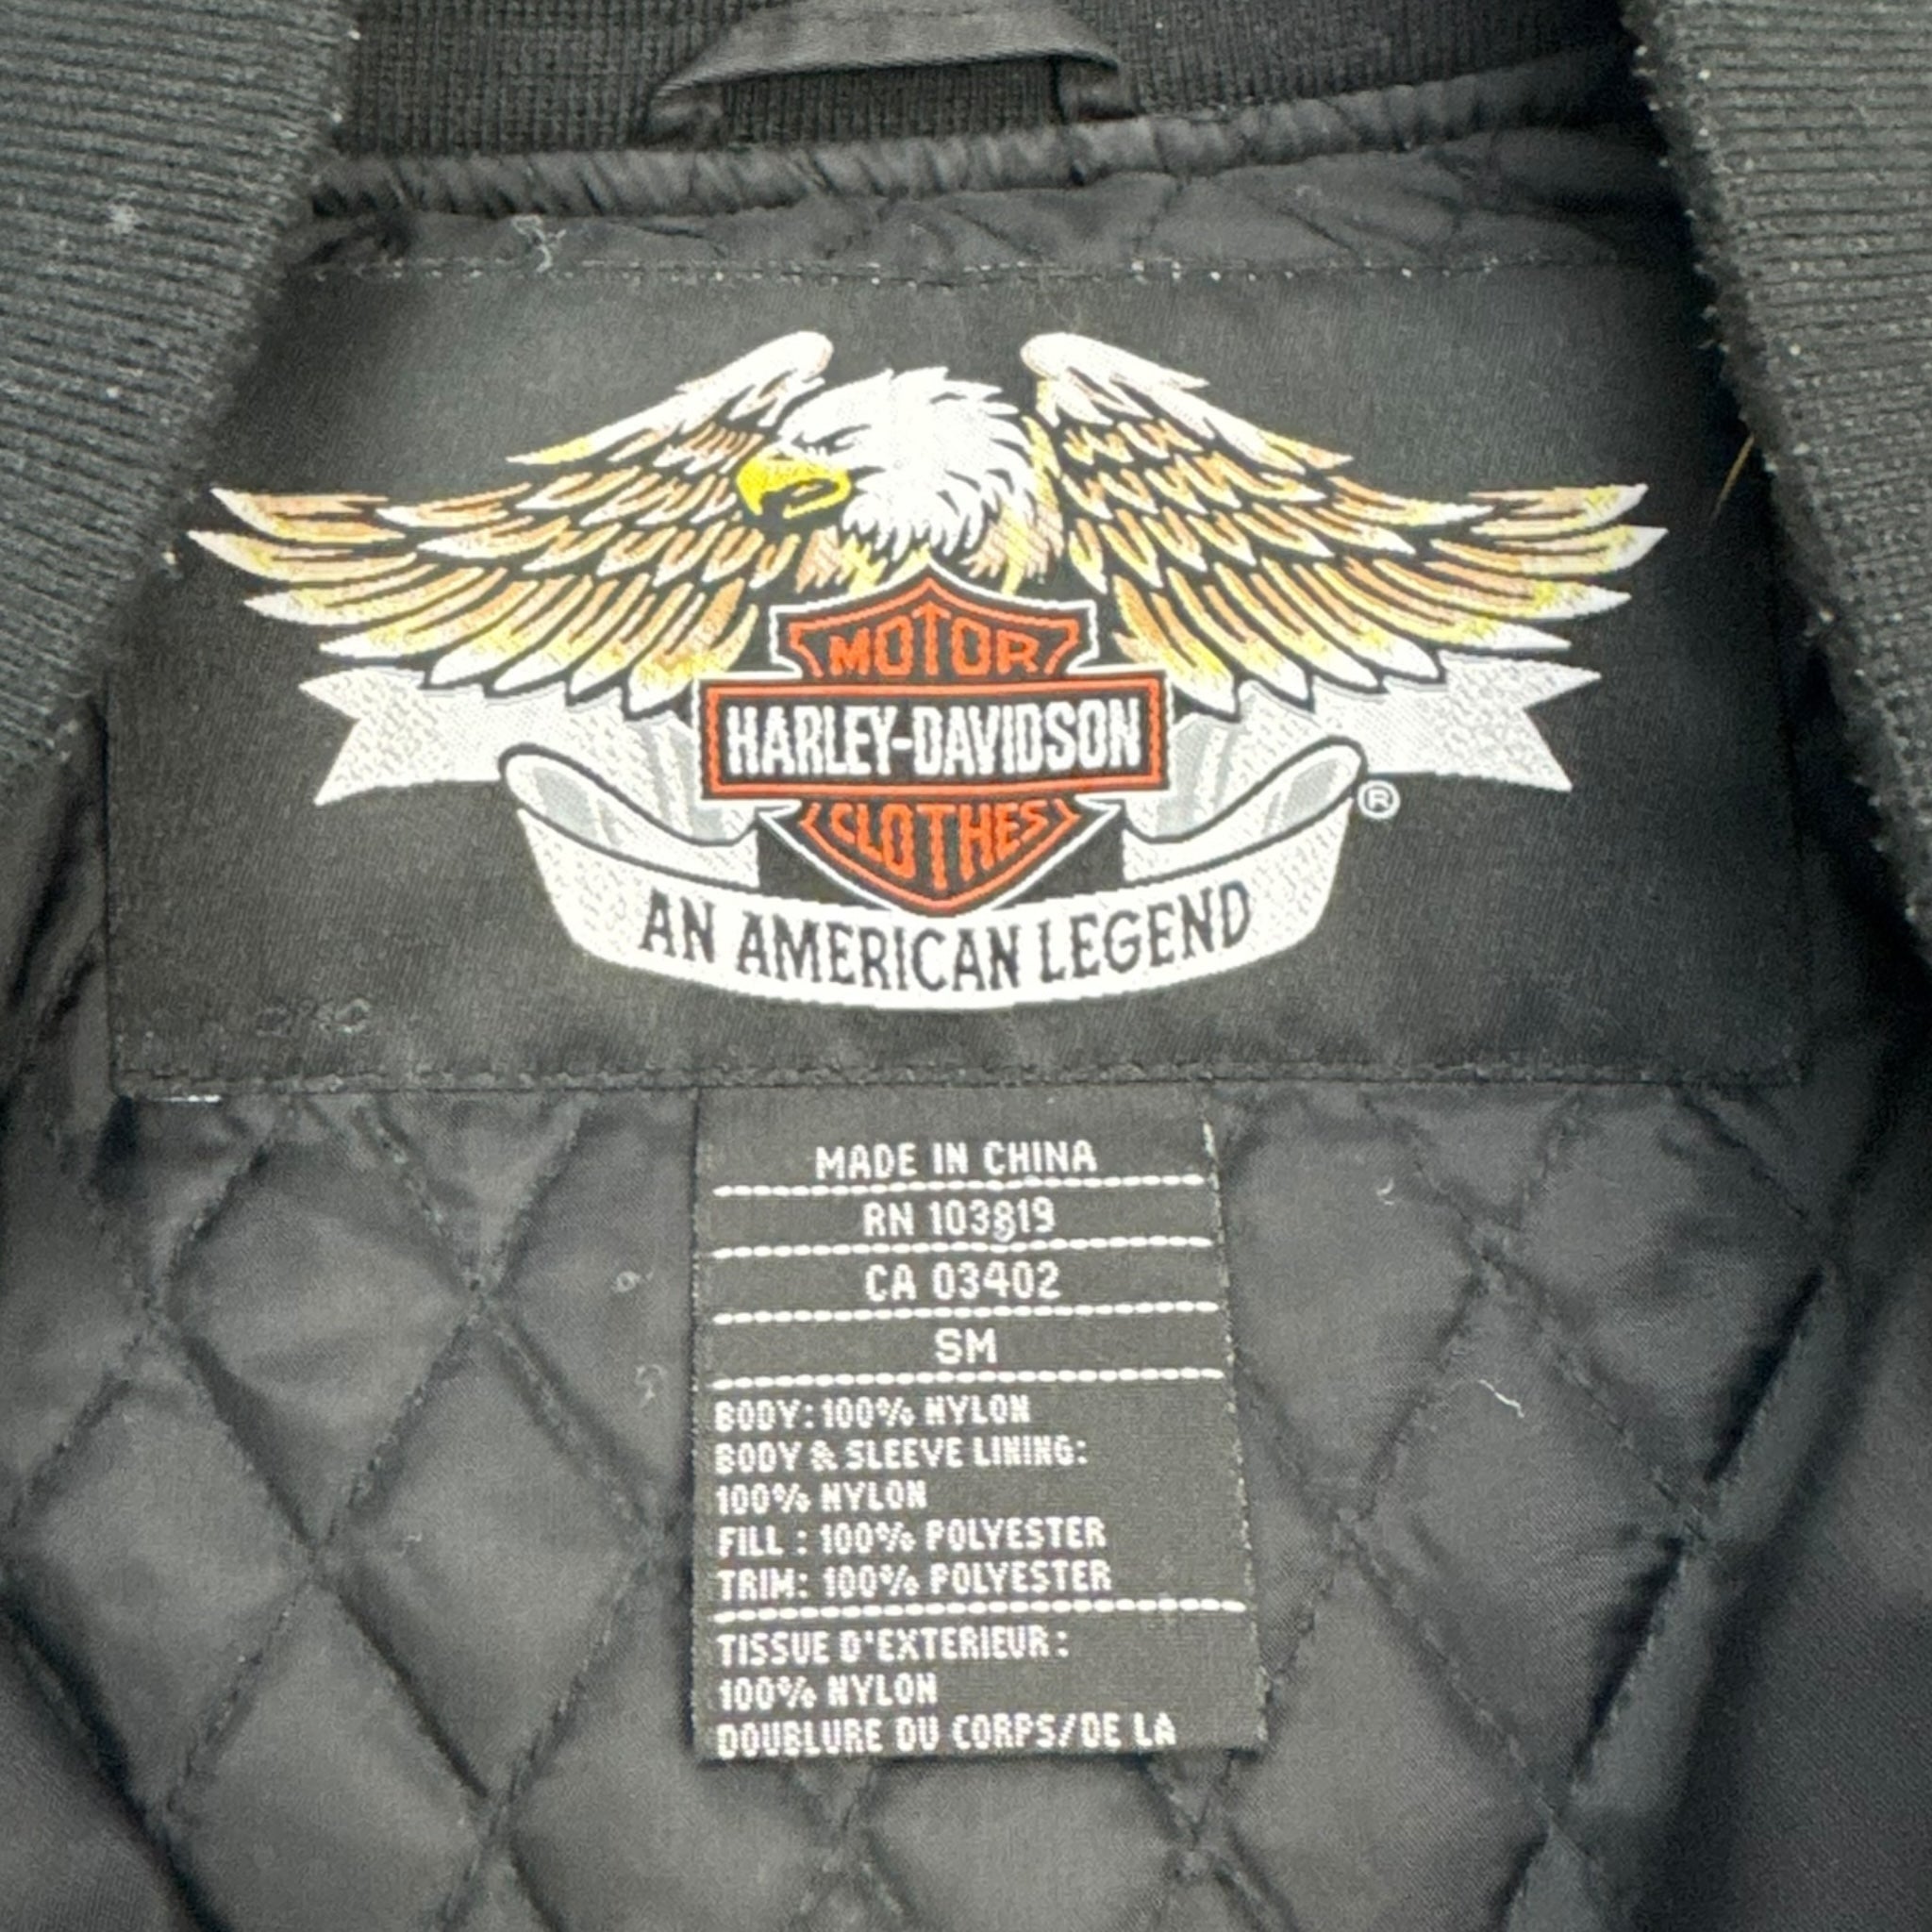 MOTOR
HARLEY-DAVIDSON
CLOTHES
®
AN AMERICAN LEGEND
MADE IN CHINA
RN 103819
CA 03402
SM
BODY: 100% NYLON
BODY & SLEEVE LINING:
100% NYLON
FILL : 100% POLYESTER
TRIM: 100% POLYESTER
TISSUE D'EXTERIEUR :
100% NYLON
DOUBLURE DU CORPS/DE LA